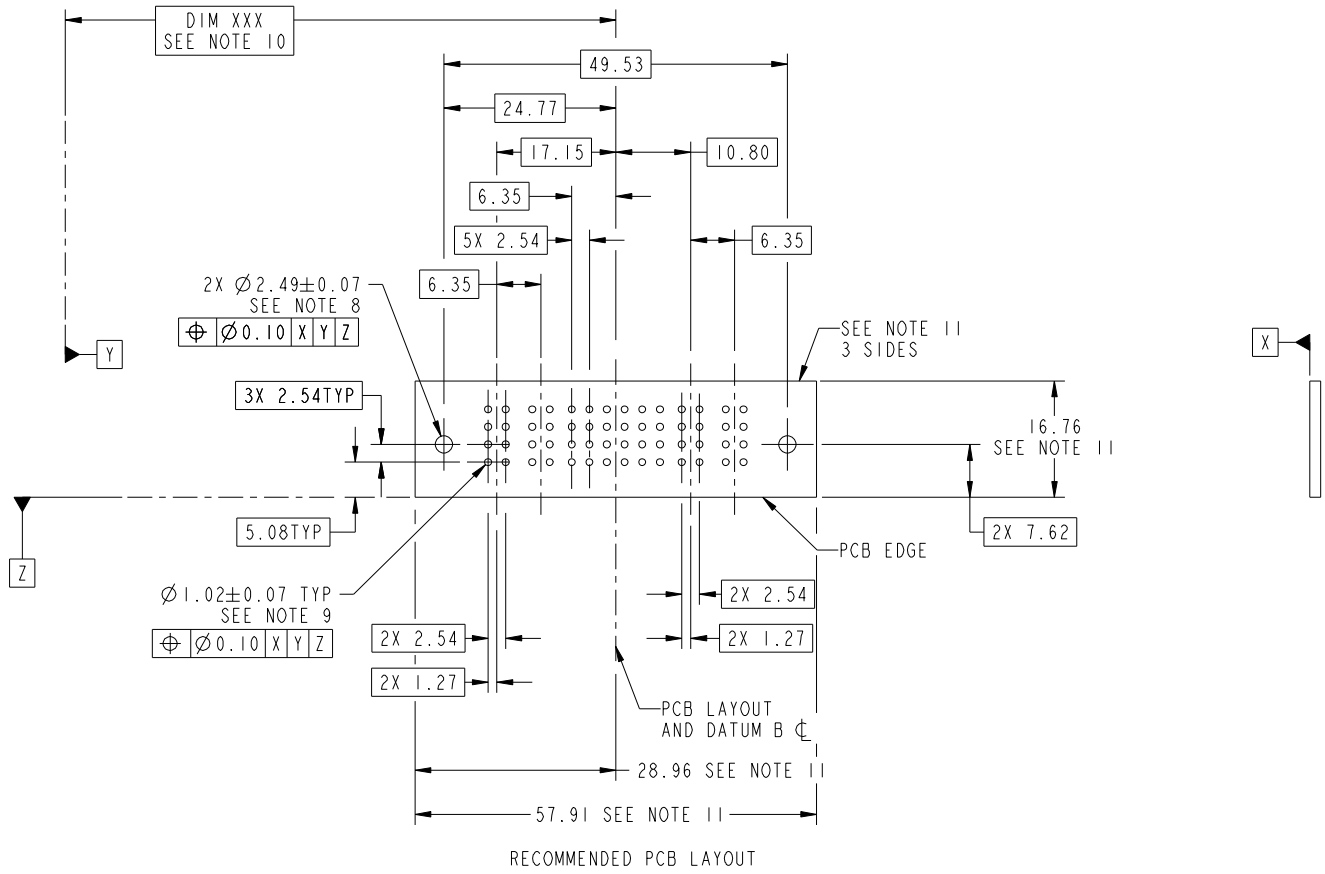 DIM XXX
SEE NOTE 10
49.53
24.77
17.15
10.80
6.35
5X 2.54
6.35
6.35
2X Ø2.49±0.07
SEE NOTE 8
⌖ Ø0.10 X Y Z
Y
SEE NOTE 11
3 SIDES
X
3X 2.54TYP
16.76
SEE NOTE 11
5.08TYP
2X 7.62
PCB EDGE
Z
Ø1.02±0.07 TYP
SEE NOTE 9
⌖ Ø0.10 X Y Z
2X 2.54
2X 2.54
2X 1.27
2X 1.27
PCB LAYOUT
AND DATUM B ℄
28.96 SEE NOTE 11
57.91 SEE NOTE 11
RECOMMENDED PCB LAYOUT